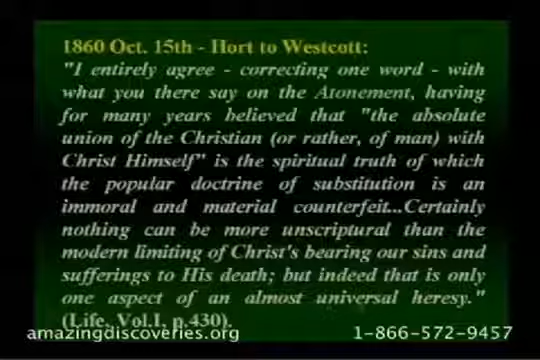 1860 Oct. 15th - Hort to Westcott:
"I entirely agree - correcting one word - with
what you there say on the Atonement, having
for many years believed that "the absolute
union of the Christian (or rather, of man) with
Christ Himself" is the spiritual truth of which
the popular doctrine of substitution is an
immoral and material counterfeit...Certainly
nothing can be more unscriptural than the
modern limiting of Christ's bearing our sins and
sufferings to His death; but indeed that is only
one aspect of an almost universal heresy."
(Life, Vol.I, p.430).
amazingdiscoveries.org 1-866-572-9457